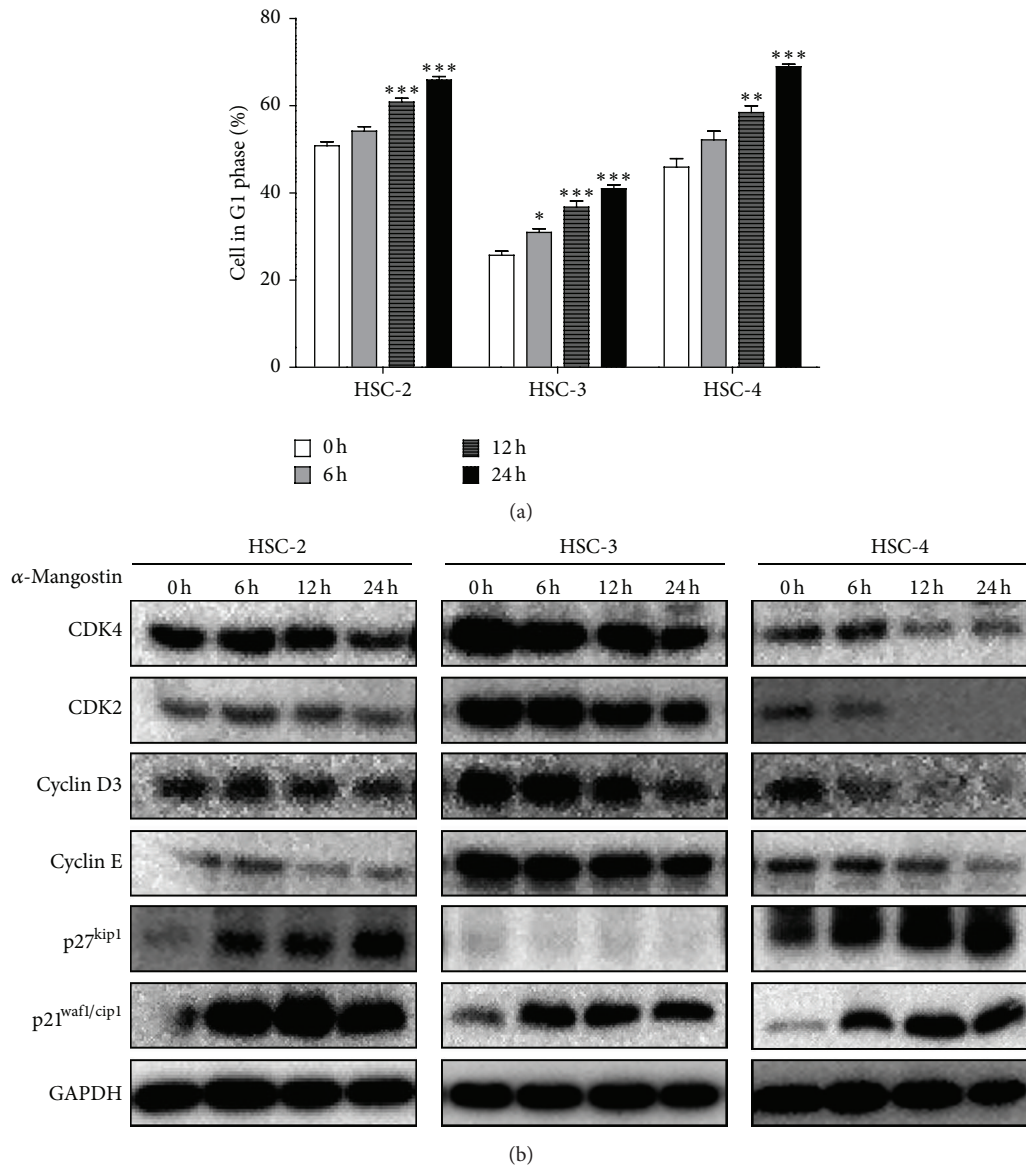 80
60
40
20
0
Cell in G1 phase (%)
*** ***
* *** ***
** ***
HSC-2 HSC-3 HSC-4
0 h 12 h
6 h 24 h
(a)
HSC-2 HSC-3 HSC-4
α-Mangostin 0 h 6 h 12 h 24 h 0 h 6 h 12 h 24 h 0 h 6 h 12 h 24 h
CDK4
CDK2
Cyclin D3
Cyclin E
p27kip1
p21waf1/cip1
GAPDH
(b)